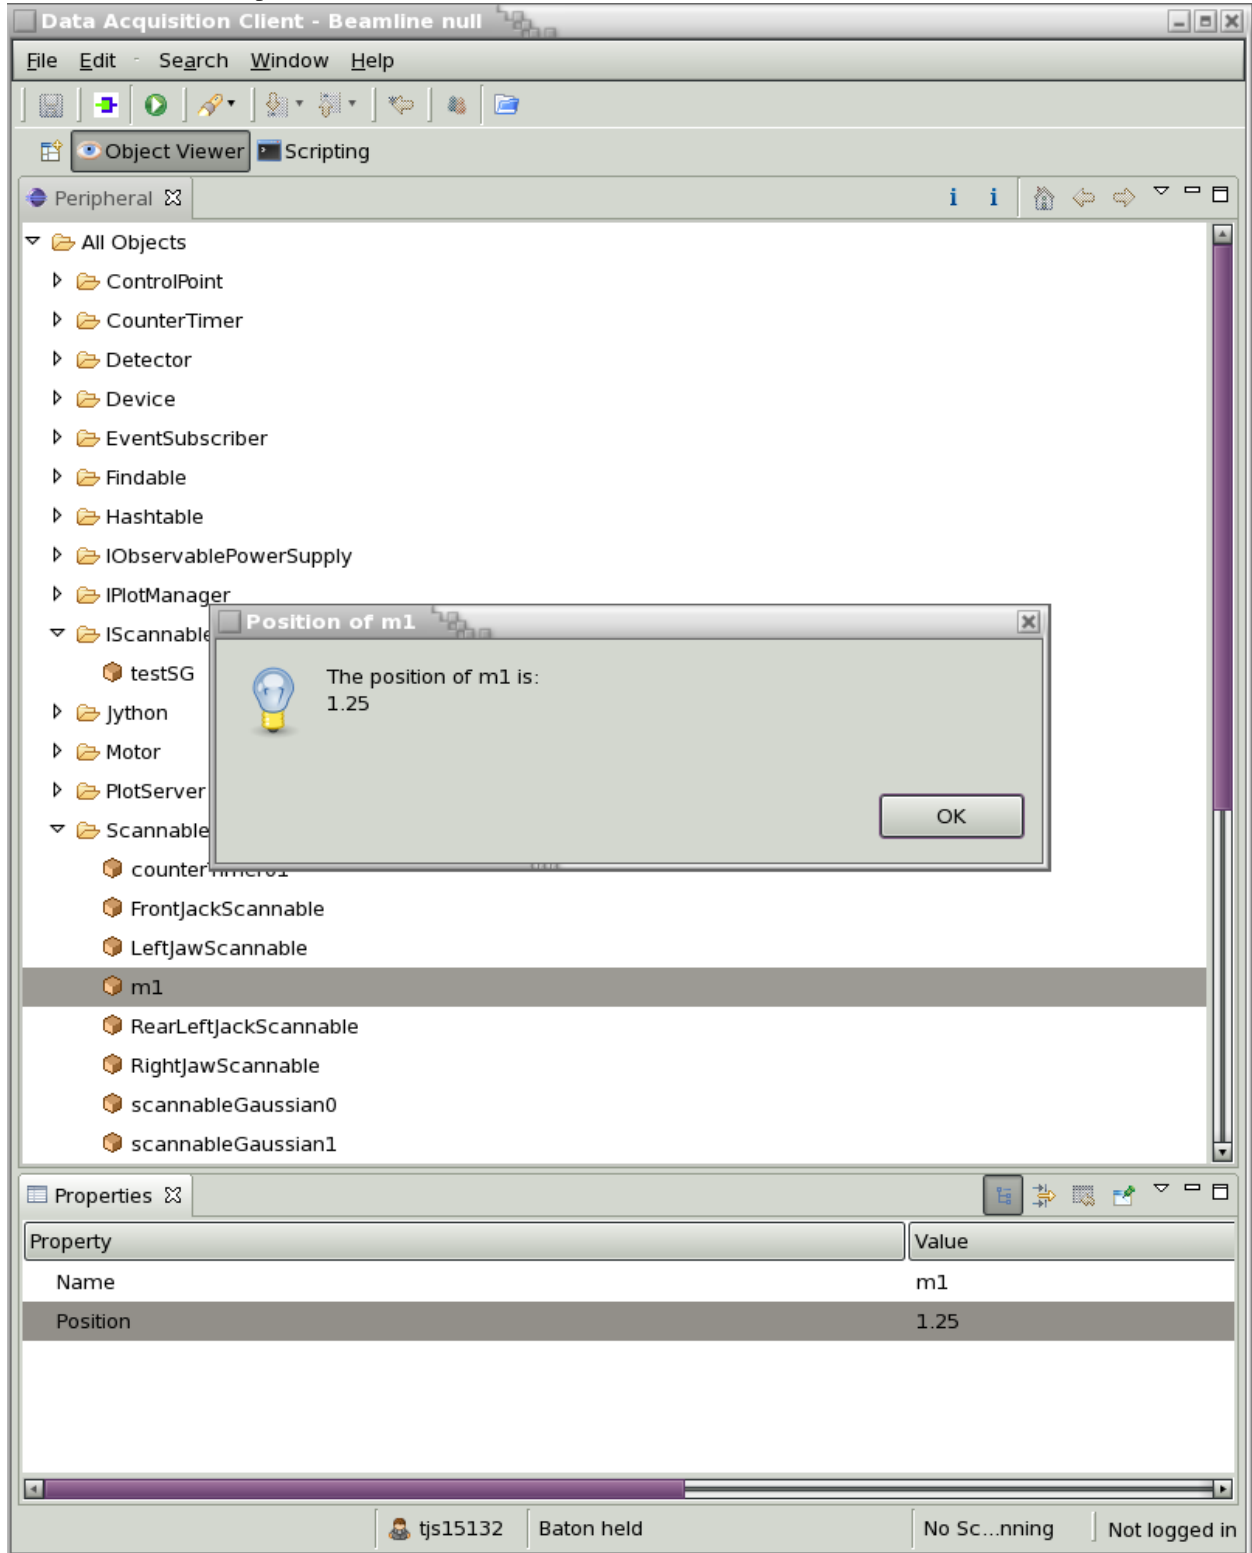 Data Acquisition Client - Beamline null
File Edit Search Window Help
Object Viewer Scripting
Peripheral
All Objects
ControlPoint
CounterTimer
Detector
Device
EventSubscriber
Findable
Hashtable
IObservablePowerSupply
IPlotManager
Position of m1
IScannable
The position of m1 is:
testSG
1.25
Jython
Motor
PlotServer
OK
Scannable
counterTimer01
FrontJackScannable
LeftJawScannable
m1
RearLeftJackScannable
RightJawScannable
scannableGaussian0
scannableGaussian1
Properties
Property Value
Name m1
Position 1.25
tjs15132 Baton held No Sc...nning Not logged in